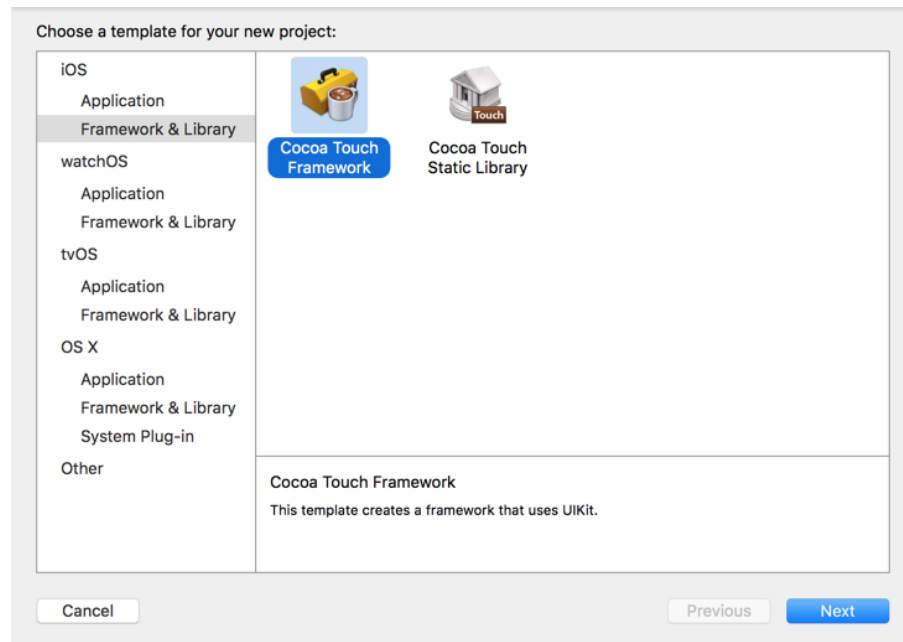 Choose a template for your new project:
iOS
Application
Framework & Library
watchOS
Application
Framework & Library
tvOS
Application
Framework & Library
OS X
Application
Framework & Library
System Plug-in
Other
Touch
Cocoa Touch
Framework
Cocoa Touch
Static Library
Cocoa Touch Framework
This template creates a framework that uses UIKit.
Cancel
Previous
Next